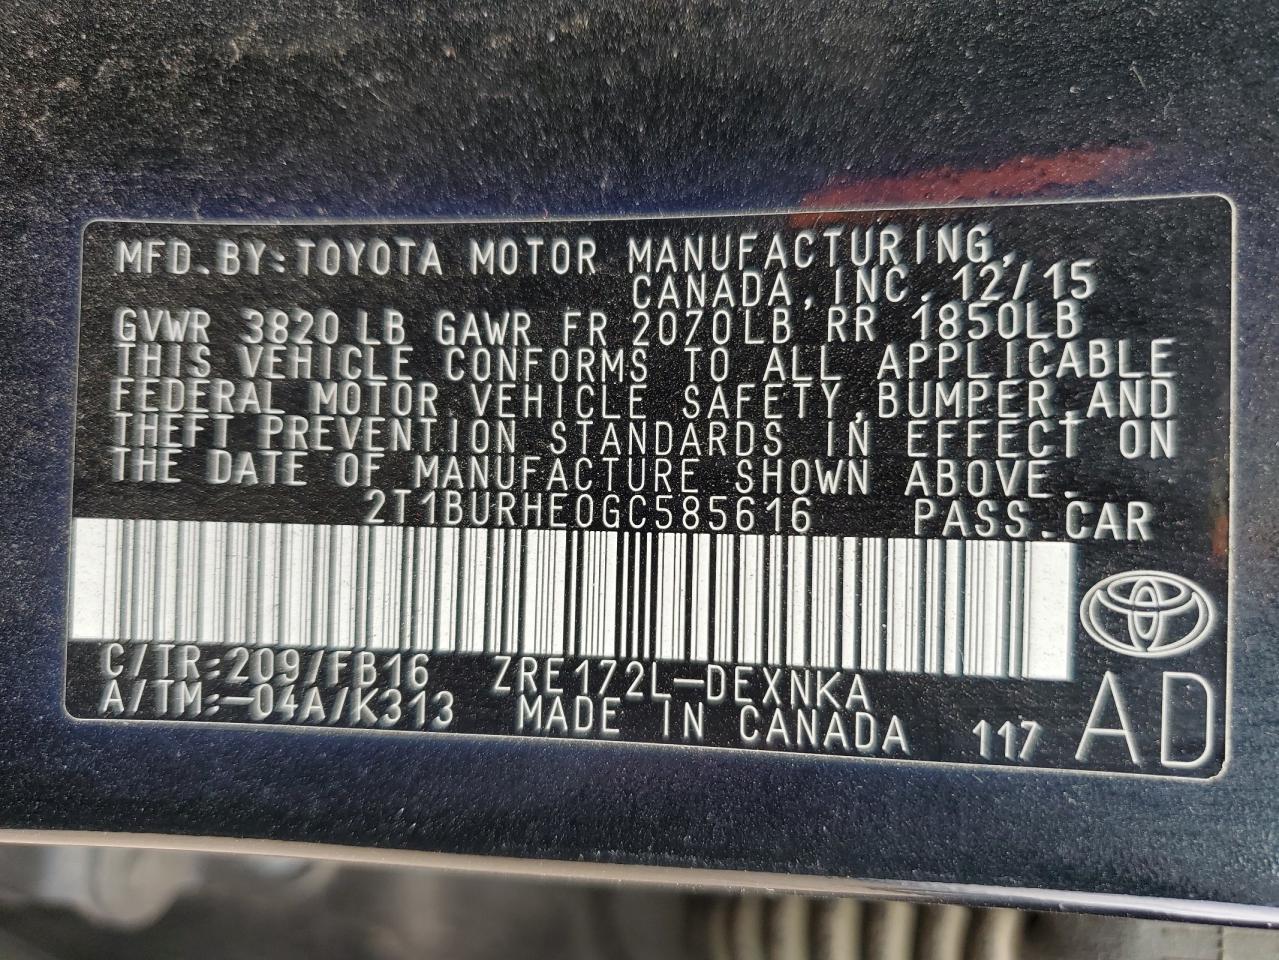 MFD.BY:TOYOTA MOTOR MANUFACTURING,
CANADA,INC. 12/15
GVWR 3820LB GAWR FR 2070LB RR 1850LB
THIS VEHICLE CONFORMS TO ALL APPLICABLE
FEDERAL MOTOR VEHICLE SAFETY,BUMPER,AND
THEFT PREVENTION STANDARDS IN EFFECT ON
THE DATE OF MANUFACTURE SHOWN ABOVE.
2T1BURHE0GC585616 PASS.CAR
C/TR:209/FB16 ZRE172L-DEXNKA
A/TM:-04A/K313 MADE IN CANADA 117 AD